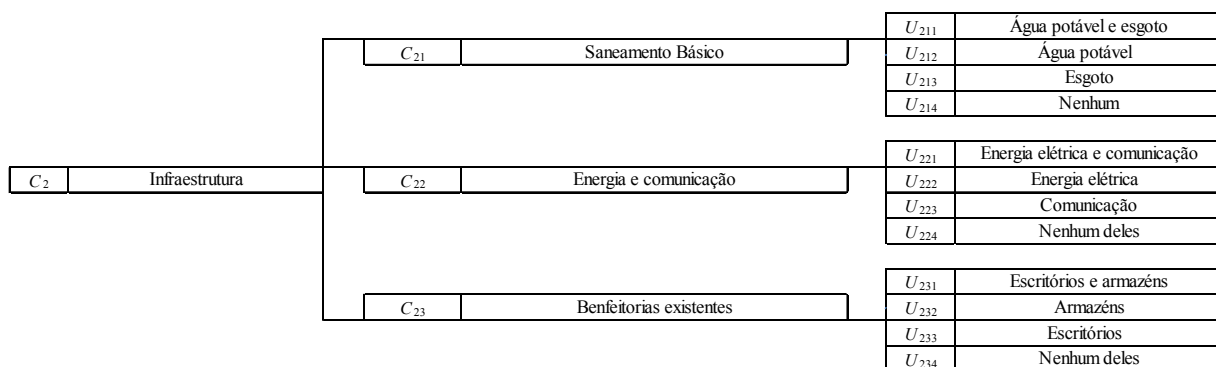 U211 Água potável e esgoto
C21 Saneamento Básico U212 Água potável
U213 Esgoto
U214 Nenhum
U221 Energia elétrica e comunicação
C2 Infraestrutura C22 Energia e comunicação U222 Energia elétrica
U223 Comunicação
U224 Nenhum deles
U231 Escritórios e armazéns
C23 Benfeitorias existentes U232 Armazéns
U233 Escritórios
U234 Nenhum deles